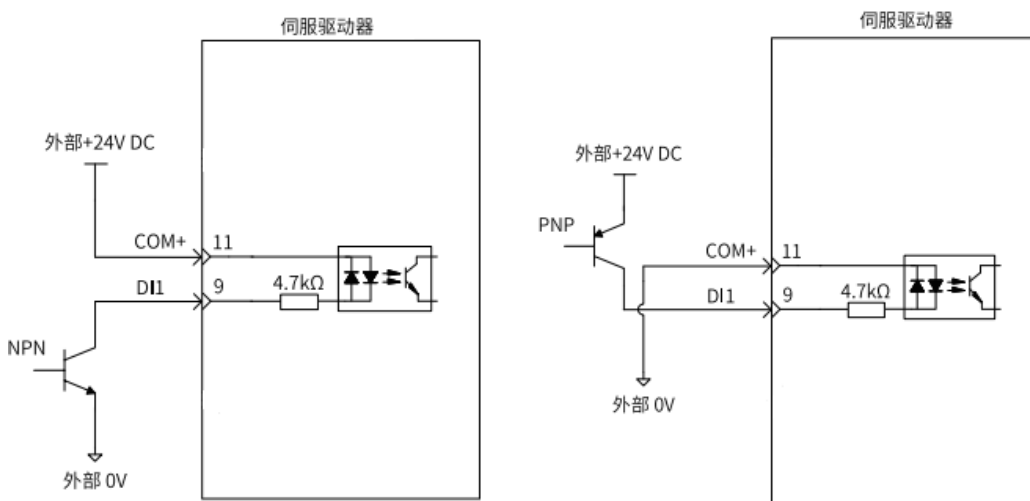 伺服驱动器
外部+24V DC
COM+
11
DI1
9
4.7kΩ
NPN
外部 0V
伺服驱动器
外部+24V DC
PNP
COM+
11
DI1
9
4.7kΩ
外部 0V